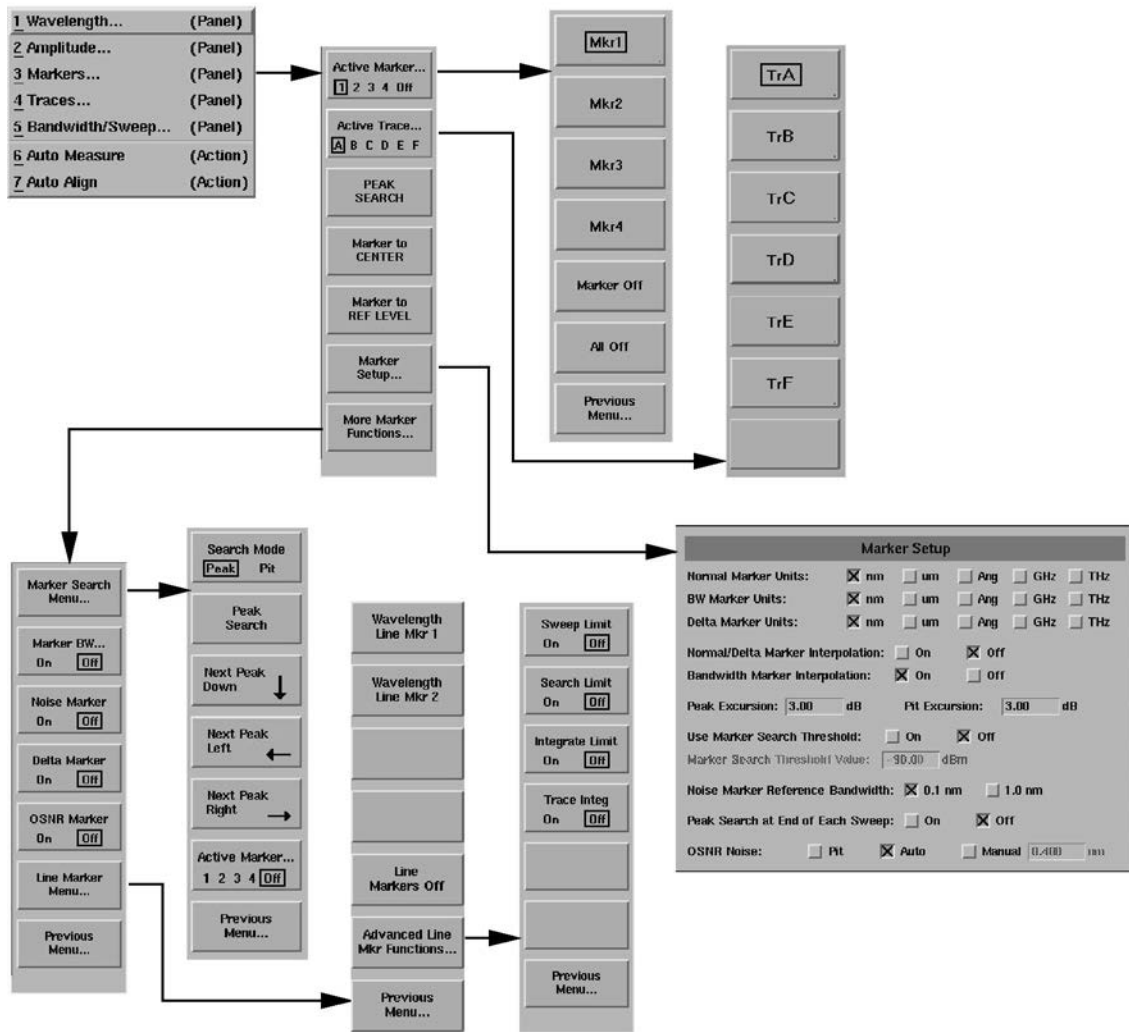 1 Wavelength... (Panel)
2 Amplitude... (Panel)
3 Markers... (Panel)
4 Traces... (Panel)
5 Bandwidth/Sweep... (Panel)
6 Auto Measure (Action)
7 Auto Align (Action)
Active Marker...
1 2 3 4 Off
Active Trace...
A B C D E F
PEAK
SEARCH
Marker to
CENTER
Marker to
REF LEVEL
Marker
Setup...
More Marker
Functions...
Mkr1
Mkr2
Mkr3
Mkr4
Marker Off
All Off
Previous
Menu...
TrA
TrB
TrC
TrD
TrE
TrF
Marker Search
Menu...
Marker BW...
On Off
Noise Marker
On Off
Delta Marker
On Off
OSNR Marker
On Off
Line Marker
Menu...
Previous
Menu...
Search Mode
Peak Pit
Peak
Search
Next Peak
Down
Next Peak
Left
Next Peak
Right
Active Marker...
1 2 3 4 Off
Previous
Menu...
Wavelength
Line Mkr 1
Wavelength
Line Mkr 2
Line
Markers Off
Advanced Line
Mkr Functions...
Previous
Menu...
Sweep Limit
On Off
Search Limit
On Off
Integrate Limit
On Off
Trace Integ
On Off
Previous
Menu...
Marker Setup
Normal Marker Units: nm um Ang GHz THz
BW Marker Units: nm um Ang GHz THz
Delta Marker Units: nm um Ang GHz THz
Normal/Delta Marker Interpolation: On Off
Bandwidth Marker Interpolation: On Off
Peak Excursion: 3.00 dB Pit Excursion: 3.00 dB
Use Marker Search Threshold: On Off
Marker Search Threshold Value: -90.00 dBm
Noise Marker Reference Bandwidth: 0.1 nm 1.0 nm
Peak Search at End of Each Sweep: On Off
OSNR Noise: Pit Auto Manual 0.400 nm